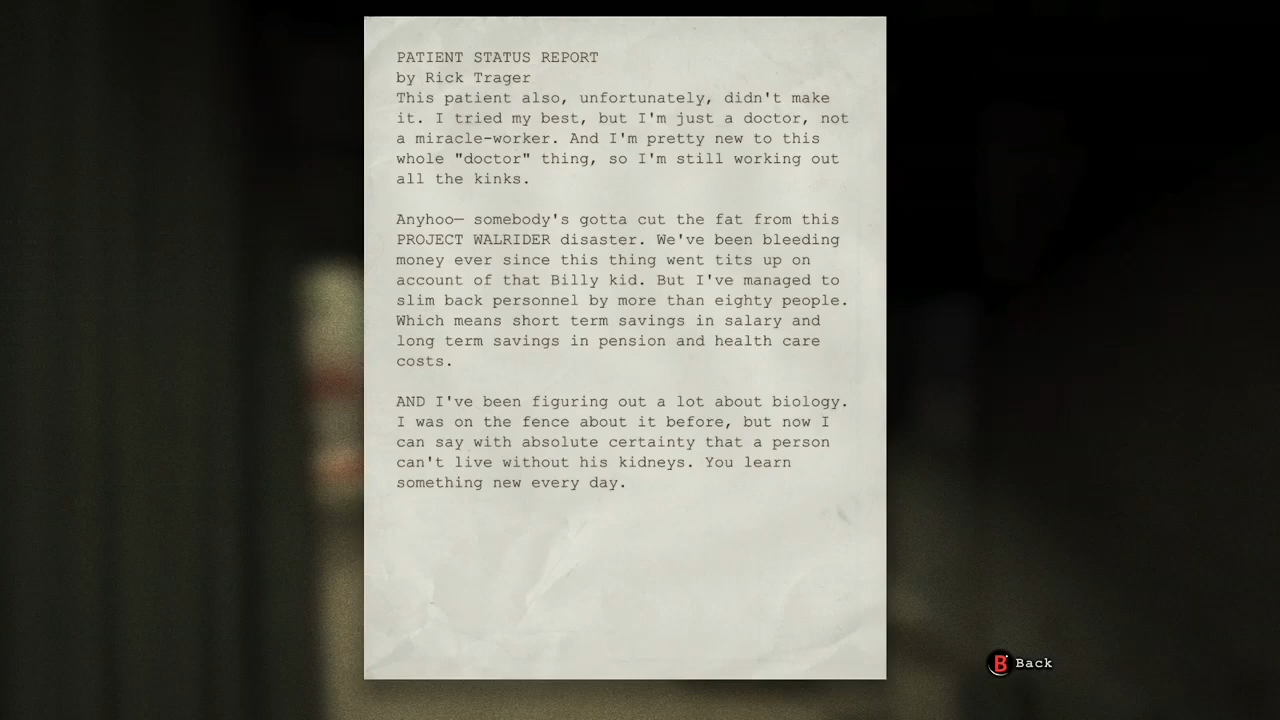 PATIENT STATUS REPORT
by Rick Trager
This patient also, unfortunately, didn't make
it. I tried my best, but I'm just a doctor, not
a miracle-worker. And I'm pretty new to this
whole "doctor" thing, so I'm still working out
all the kinks.
Anyhoo— somebody's gotta cut the fat from this
PROJECT WALRIDER disaster. We've been bleeding
money ever since this thing went tits up on
account of that Billy kid. But I've managed to
slim back personnel by more than eighty people.
Which means short term savings in salary and
long term savings in pension and health care
costs.
AND I've been figuring out a lot about biology.
I was on the fence about it before, but now I
can say with absolute certainty that a person
can't live without his kidneys. You learn
something new every day.
B Back